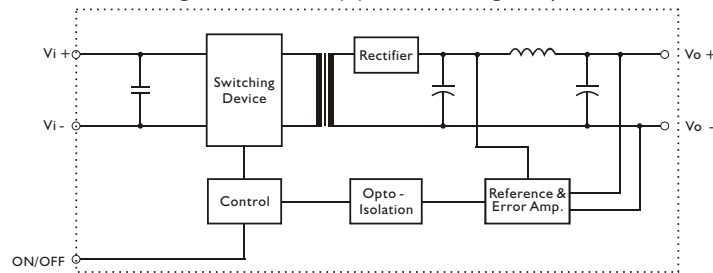 Vi +
Rectifier
Vo +
Switching
Device
Vi -
Vo -
Control
Opto -
Isolation
Reference &
Error Amp.
ON/OFF